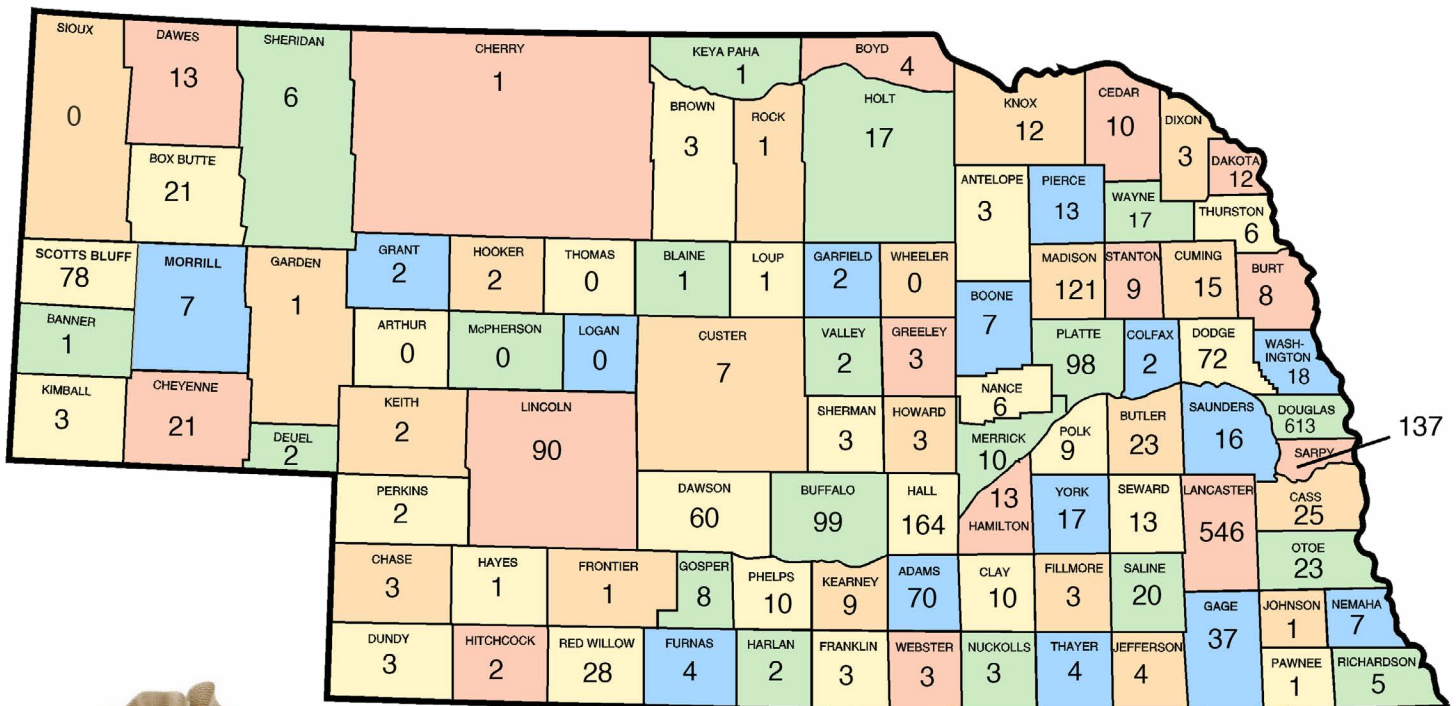 SIOUX
0
DAWES
13
SHERIDAN
6
CHERRY
1
KEYA PAHA
1
BOYD
4
BOX BUTTE
21
BROWN
3
ROCK
1
HOLT
17
KNOX
12
CEDAR
10
DIXON
3
DAKOTA
12
ANTELOPE
3
PIERCE
13
WAYNE
17
THURSTON
6
SCOTTS BLUFF
78
MORRILL
7
GARDEN
1
GRANT
2
HOOKER
2
THOMAS
0
BLAINE
1
LOUP
1
GARFIELD
2
WHEELER
0
MADISON
121
STANTON
9
CUMING
15
BURT
8
BANNER
1
BOONE
7
ARTHUR
0
McPHERSON
0
LOGAN
0
CUSTER
7
VALLEY
2
GREELEY
3
PLATTE
98
COLFAX
2
DODGE
72
WASH-
INGTON
18
KIMBALL
3
CHEYENNE
21
DEUEL
2
KEITH
2
LINCOLN
90
SHERMAN
3
HOWARD
3
NANCE
6
MERRICK
10
POLK
9
BUTLER
23
SAUNDERS
16
DOUGLAS
613
SARPY
137
PERKINS
2
DAWSON
60
BUFFALO
99
HALL
164
13
HAMILTON
YORK
17
SEWARD
13
LANCASTER
546
CASS
25
OTOE
23
CHASE
3
HAYES
1
FRONTIER
1
GOSPER
8
PHELPS
10
KEARNEY
9
ADAMS
70
CLAY
10
FILLMORE
3
SALINE
20
GAGE
37
JOHNSON
1
NEMAHA
7
DUNDY
3
HITCHCOCK
2
RED WILLOW
28
FURNAS
4
HARLAN
2
FRANKLIN
3
WEBSTER
3
NUCKOLLS
3
THAYER
4
JEFFERSON
4
PAWNEE
1
RICHARDSON
5